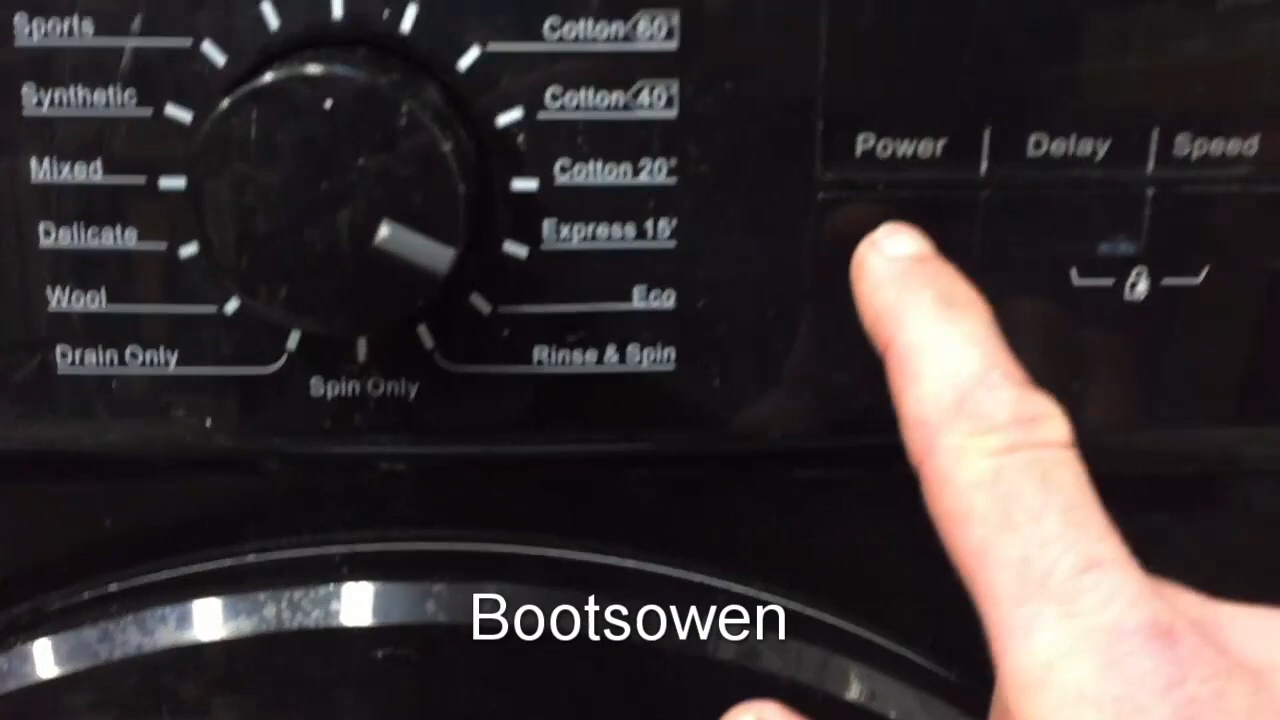 Sports
Synthetic
Mixed
Delicate
Wool
Drain Only
Spin Only
Cotton 60°
Cotton 40°
Cotton 20°
Express 15'
Eco
Rinse & Spin
Power | Delay | Speed
Bootsowen